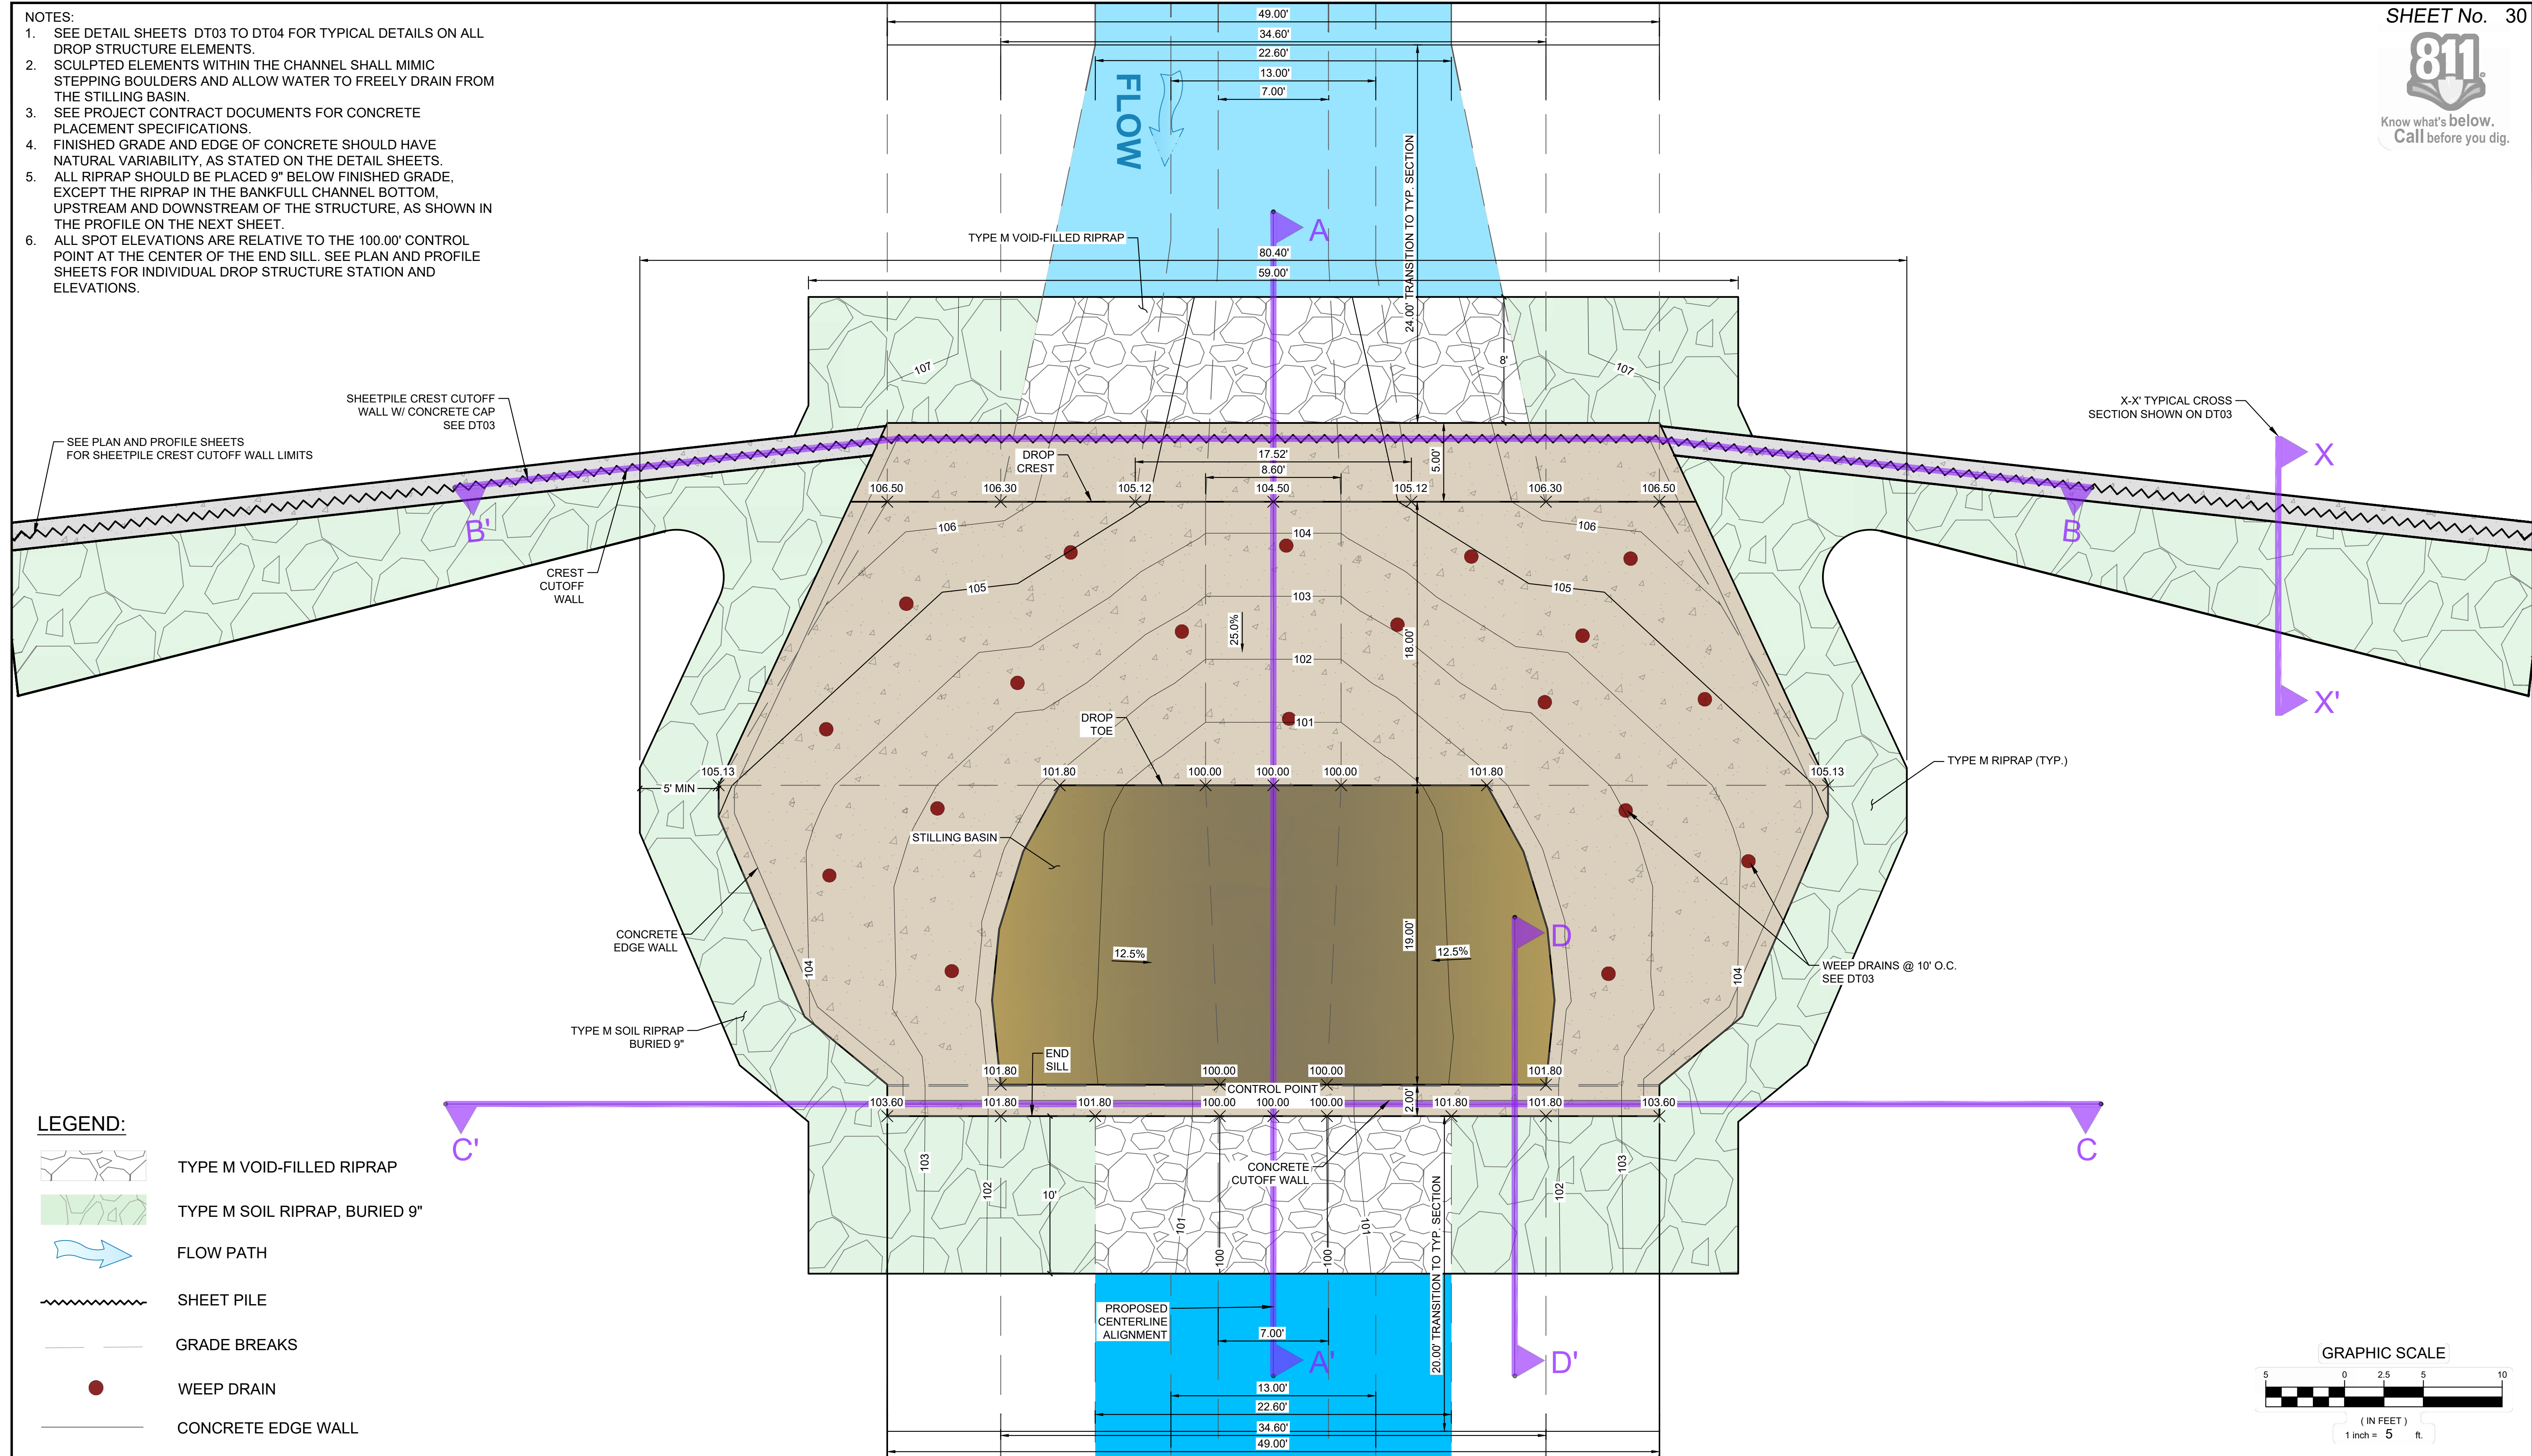 NOTES:
1. SEE DETAIL SHEETS DT03 TO DT04 FOR TYPICAL DETAILS ON ALL
DROP STRUCTURE ELEMENTS.
2. SCULPTED ELEMENTS WITHIN THE CHANNEL SHALL MIMIC
STEPPING BOULDERS AND ALLOW WATER TO FREELY DRAIN FROM
THE STILLING BASIN.
3. SEE PROJECT CONTRACT DOCUMENTS FOR CONCRETE
PLACEMENT SPECIFICATIONS.
4. FINISHED GRADE AND EDGE OF CONCRETE SHOULD HAVE
NATURAL VARIABILITY, AS STATED ON THE DETAIL SHEETS.
5. ALL RIPRAP SHOULD BE PLACED 9" BELOW FINISHED GRADE,
EXCEPT THE RIPRAP IN THE BANKFULL CHANNEL BOTTOM,
UPSTREAM AND DOWNSTREAM OF THE STRUCTURE, AS SHOWN IN
THE PROFILE ON THE NEXT SHEET.
6. ALL SPOT ELEVATIONS ARE RELATIVE TO THE 100.00' CONTROL
POINT AT THE CENTER OF THE END SILL. SEE PLAN AND PROFILE
SHEETS FOR INDIVIDUAL DROP STRUCTURE STATION AND
ELEVATIONS.
SHEET No. 30
811
Know what's below.
Call before you dig.
49.00'
34.60'
22.60'
13.00'
7.00'
FLOW
24.00' TRANSITION TO TYP. SECTION
A
TYPE M VOID-FILLED RIPRAP
80.40'
59.00'
8'
107
107
SHEETPILE CREST CUTOFF
WALL W/ CONCRETE CAP
SEE DT03
SEE PLAN AND PROFILE SHEETS
FOR SHEETPILE CREST CUTOFF WALL LIMITS
X-X' TYPICAL CROSS
SECTION SHOWN ON DT03
X
X'
B'
B
DROP
CREST
17.52'
8.60'
5.00'
106.50
106.30
105.12
104.50
105.12
106.30
106.50
106
106
104
CREST
CUTOFF
WALL
105
105
103
25.0%
18.00'
102
101
DROP
TOE
105.13
101.80
100.00
100.00
100.00
101.80
105.13
5' MIN
TYPE M RIPRAP (TYP.)
STILLING BASIN
CONCRETE
EDGE WALL
19.00'
D
12.5%
12.5%
104
104
WEEP DRAINS @ 10' O.C.
SEE DT03
TYPE M SOIL RIPRAP
BURIED 9"
END
SILL
101.80
100.00
100.00
101.80
CONTROL POINT
2.00'
103.60
101.80
101.80
100.00
100.00
100.00
101.80
101.80
103.60
C'
C
CONCRETE
CUTOFF WALL
103
102
10'
101
100
100
101
102
103
20.00' TRANSITION TO TYP. SECTION
PROPOSED
CENTERLINE
ALIGNMENT
7.00'
A'
D'
13.00'
22.60'
34.60'
49.00'
LEGEND:
TYPE M VOID-FILLED RIPRAP
TYPE M SOIL RIPRAP, BURIED 9"
FLOW PATH
SHEET PILE
GRADE BREAKS
WEEP DRAIN
CONCRETE EDGE WALL
GRAPHIC SCALE
5 0 2.5 5 10
( IN FEET )
1 inch = 5 ft.